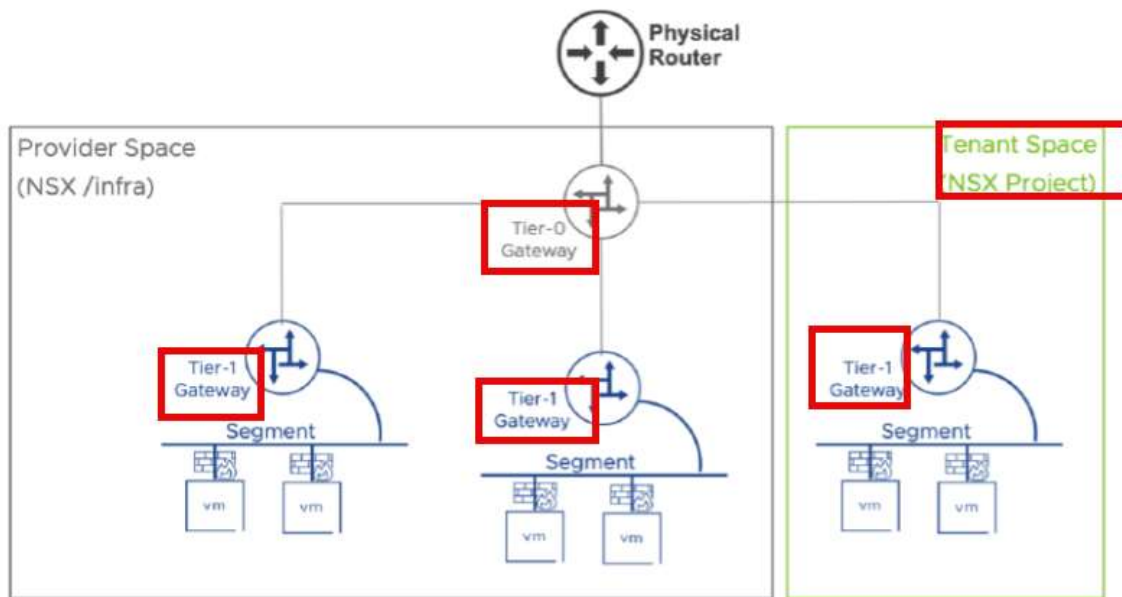 Physical
Router
Provider Space
(NSX /infra)
Tenant Space
(NSX Project)
Tier-0
Gateway
Tier-1
Gateway
Segment
vm
vm
Tier-1
Gateway
Segment
vm
vm
Tier-1
Gateway
Segment
vm
vm